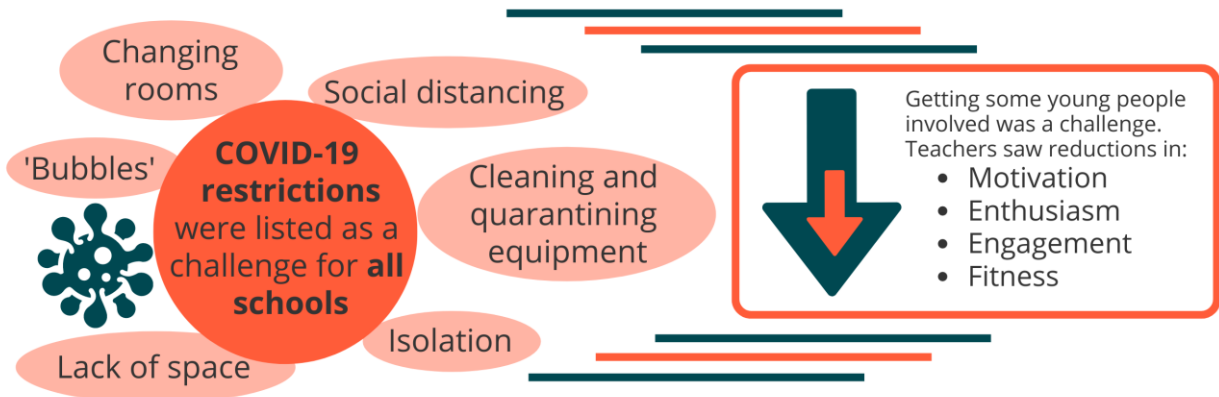 Changing
rooms
Social distancing
'Bubbles'
COVID-19
restrictions
were listed as a
challenge for all
schools
Cleaning and
quarantining
equipment
Isolation
Lack of space
Getting some young people
involved was a challenge.
Teachers saw reductions in:
• Motivation
• Enthusiasm
• Engagement
• Fitness